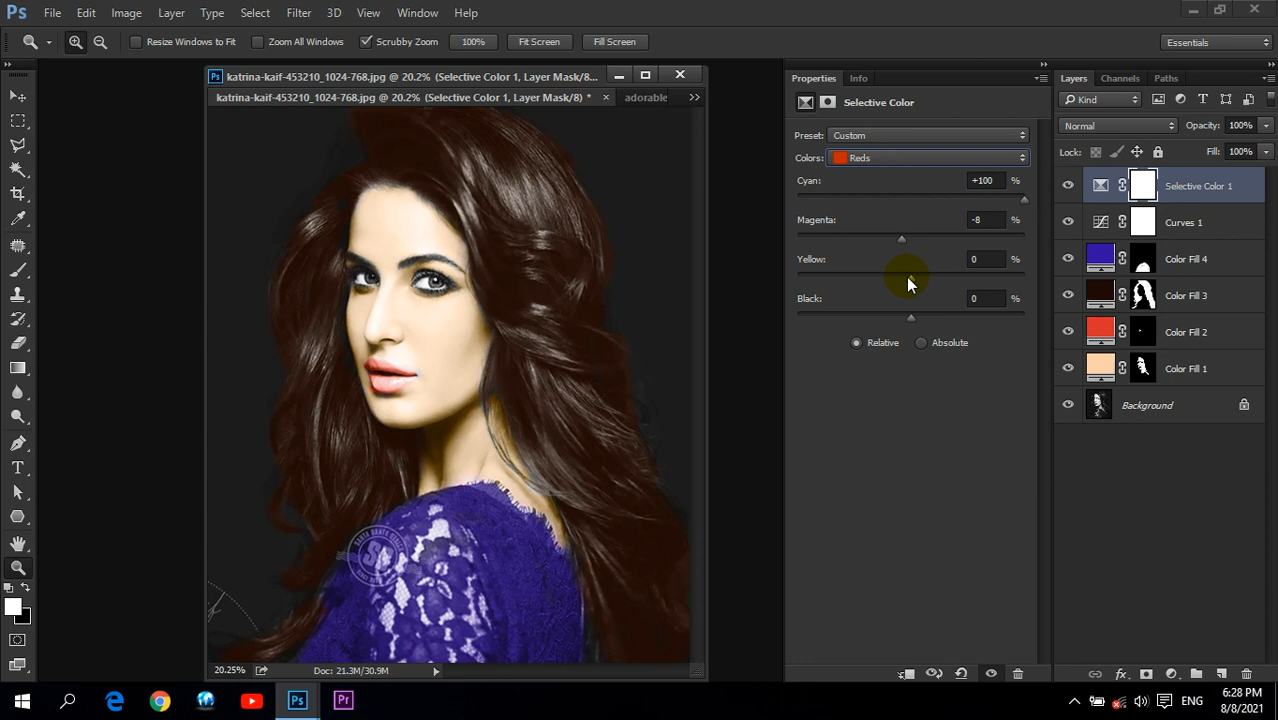 Ps File Edit Image Layer Type Select Filter 3D View Window Help
Resize Windows to Fit Zoom All Windows Scrubby Zoom 100% Fit Screen Fill Screen Essentials
Ps katrina-kaif-453210_1024-768.jpg @ 20.2% (Selective Color 1, Layer Mask/8...
katrina-kaif-453210_1024-768.jpg @ 20.2% (Selective Color 1, Layer Mask/8) * × adorable >>
20.25% Doc: 21.3M/30.9M
Properties Info
Selective Color
Preset: Custom
Colors: Reds
Cyan: +100 %
Magenta: -8 %
Yellow: 0 %
Black: 0 %
Relative Absolute
Layers Channels Paths
Kind
Normal Opacity: 100%
Lock: Fill: 100%
Selective Color 1
Curves 1
Color Fill 4
Color Fill 3
Color Fill 2
Color Fill 1
Background
fx
Ps Pr ENG 6:28 PM
8/8/2021